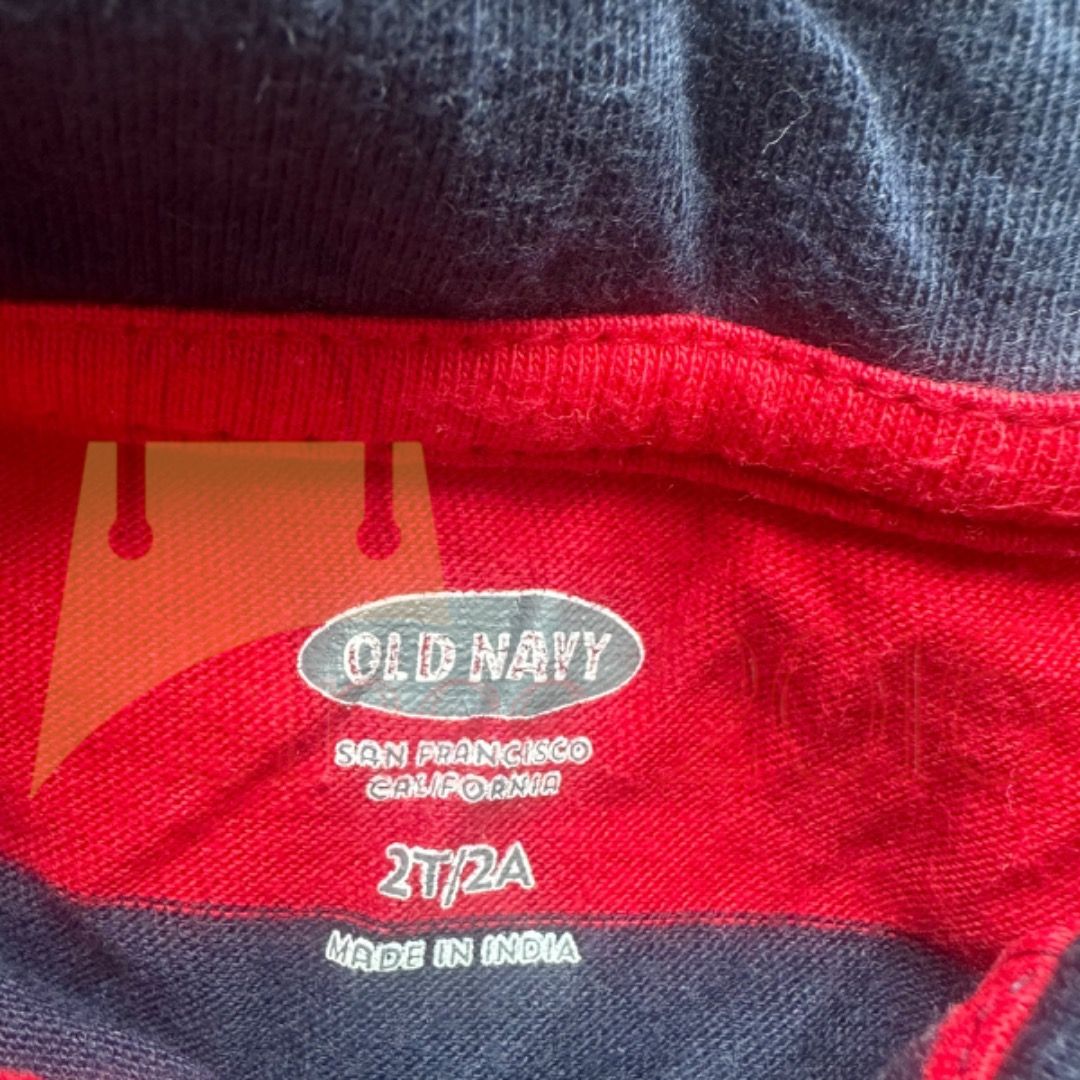 OLD NAVY
SAN FRANCISCO
CALIFORNIA
2T/2A
MADE IN INDIA